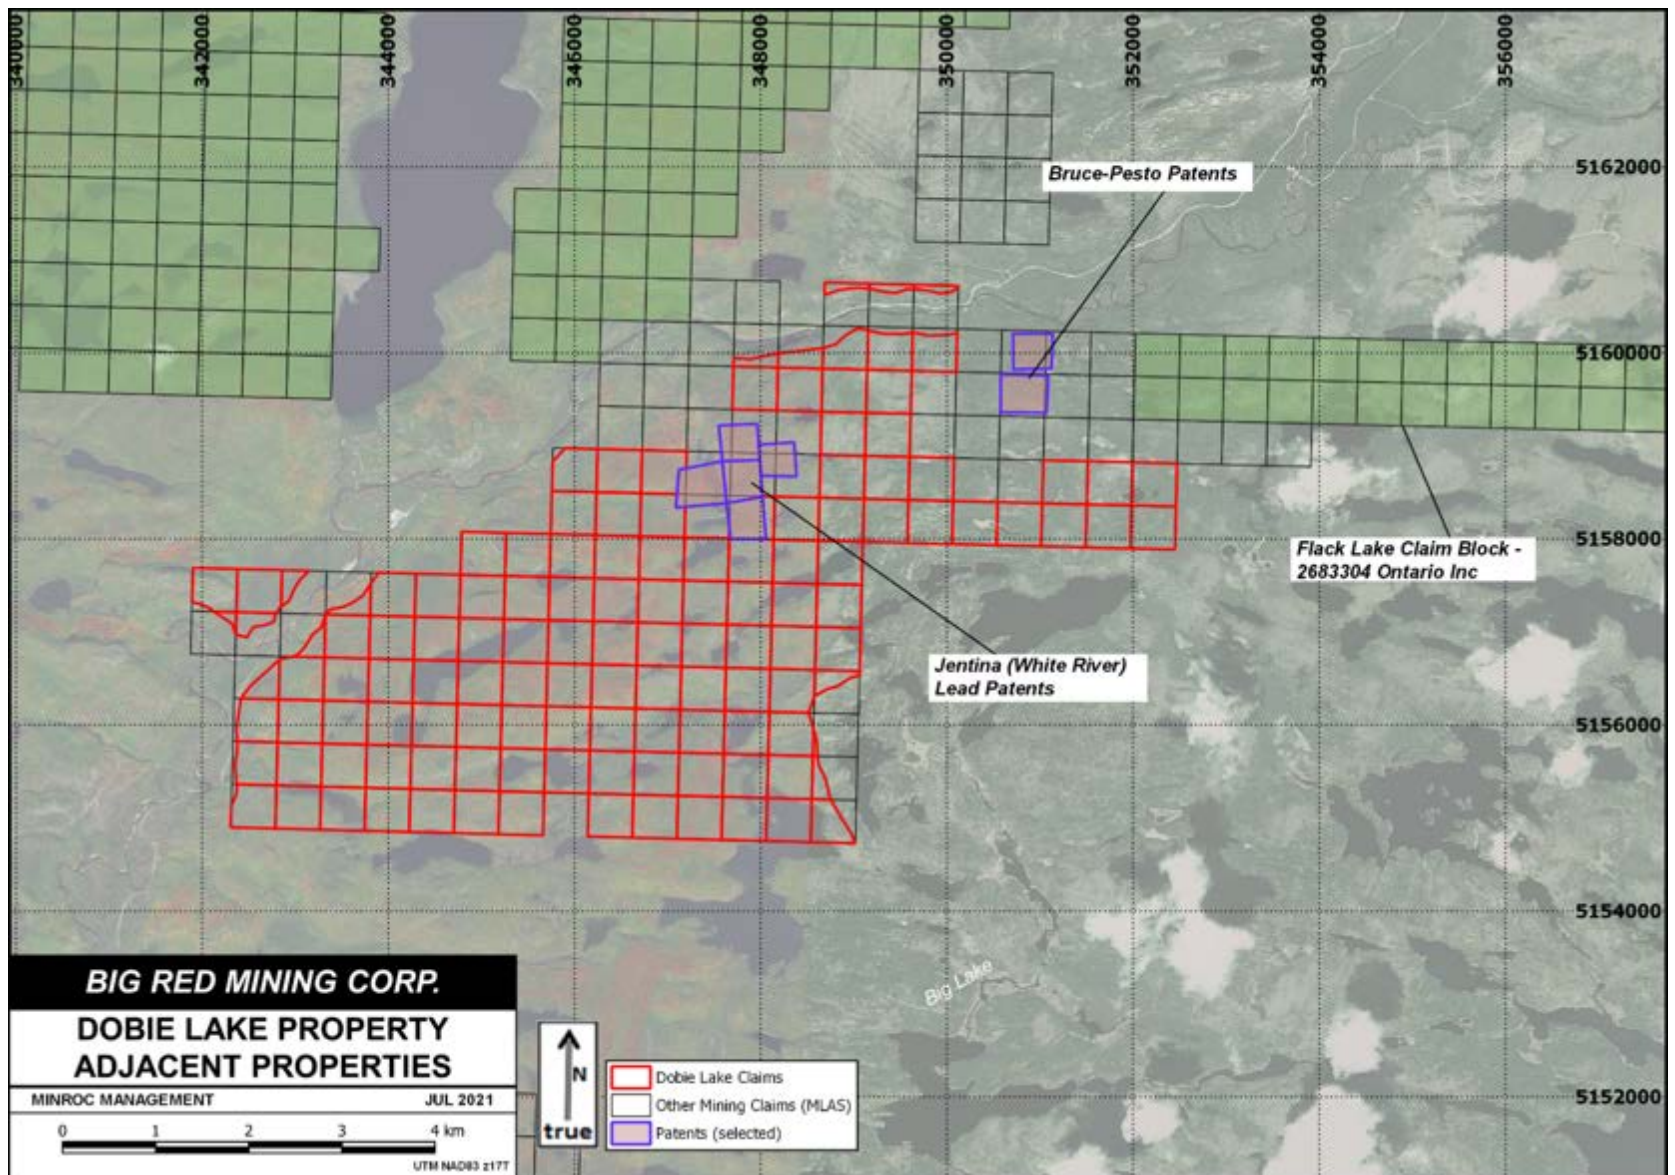 340000
342000
344000
346000
348000
350000
352000
354000
356000
5162000
Bruce-Pesto Patents
5160000
5158000
Flack Lake Claim Block -
2683304 Ontario Inc
Jentina (White River)
Lead Patents
5156000
5154000
Big Lake
5152000
BIG RED MINING CORP.
DOBIE LAKE PROPERTY
ADJACENT PROPERTIES
MINROC MANAGEMENT JUL 2021
0 1 2 3 4 km
UTM NAD83 z17T
N
true
Dobie Lake Claims
Other Mining Claims (MLAS)
Patents (selected)